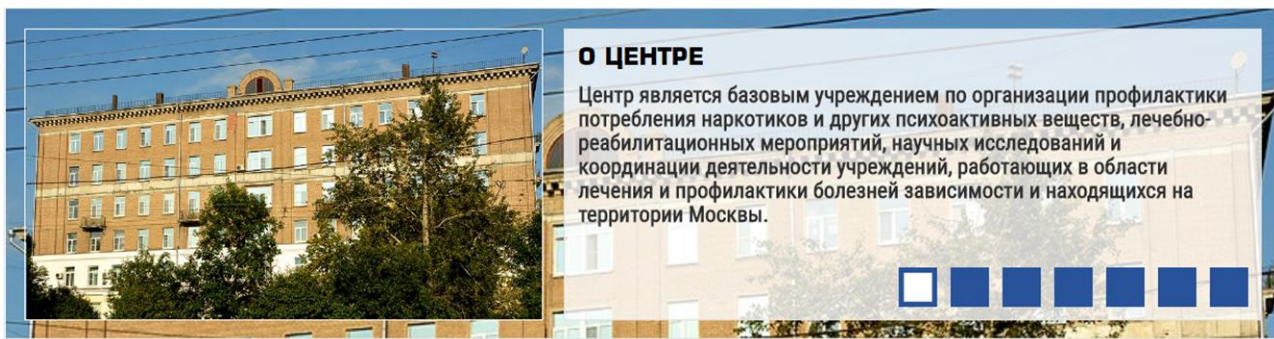 О ЦЕНТРЕ
Центр является базовым учреждением по организации профилактики
потребления наркотиков и других психоактивных веществ, лечебно-
реабилитационных мероприятий, научных исследований и
координации деятельности учреждений, работающих в области
лечения и профилактики болезней зависимости и находящихся на
территории Москвы.